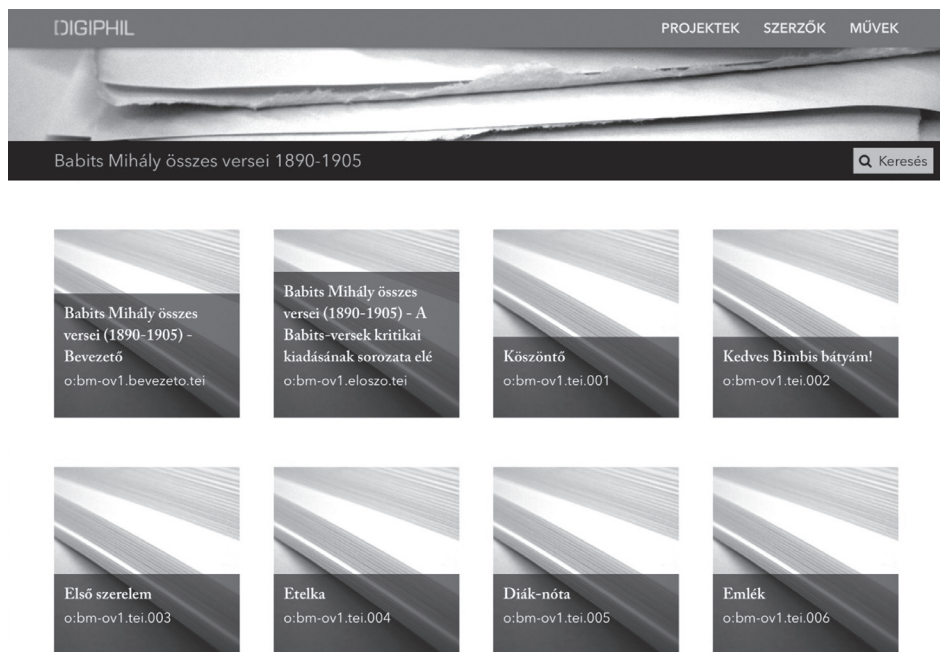 DIGIPHIL
PROJEKTEK SZERZŐK MŰVEK
Babits Mihály összes versei 1890-1905
Keresés
Babits Mihály összes
versei (1890-1905) -
Bevezető
o:bm-ov1.bevezeto.tei
Babits Mihály összes
versei (1890-1905) - A
Babits-versek kritikai
kiadásának sorozata elé
o:bm-ov1.eloszo.tei
Köszöntő
o:bm-ov1.tei.001
Kedves Bimbis bátyám!
o:bm-ov1.tei.002
Első szerelem
o:bm-ov1.tei.003
Etelka
o:bm-ov1.tei.004
Diák-nóta
o:bm-ov1.tei.005
Emlék
o:bm-ov1.tei.006